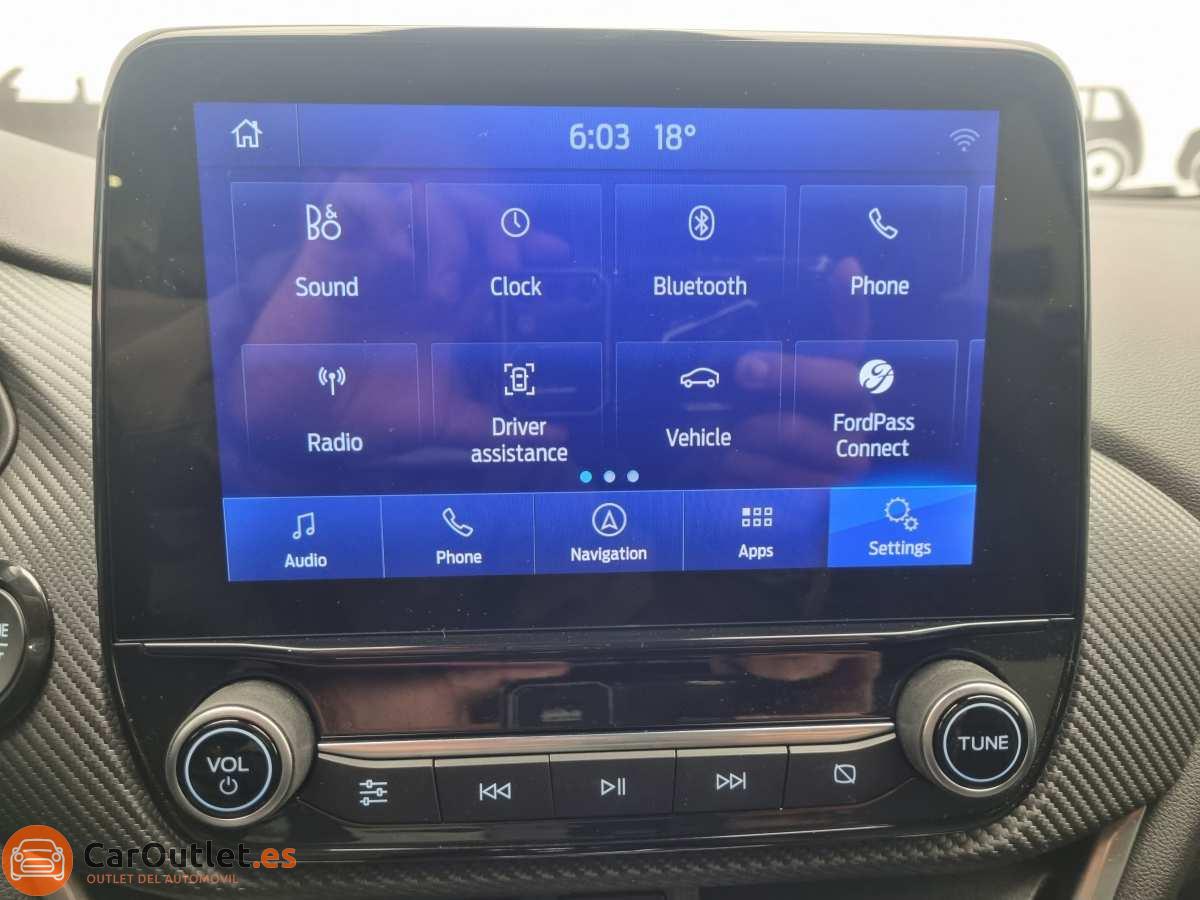 6:03 18°
B&O
Sound
Clock
Bluetooth
Phone
Radio
Driver
assistance
Vehicle
FordPass
Connect
Audio
Phone
Navigation
Apps
Settings
VOL
TUNE
CarOutlet.es
OUTLET DEL AUTOMÓVIL